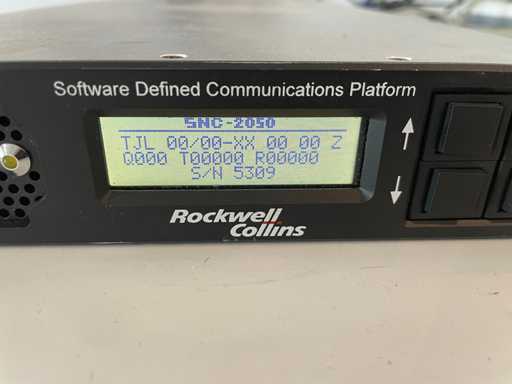 Software Defined Communications Platform
SNC-2050
TJL 00/00-XX 00 00 Z
Q000 T00000 R00000
S/N 5309
Rockwell
Collins